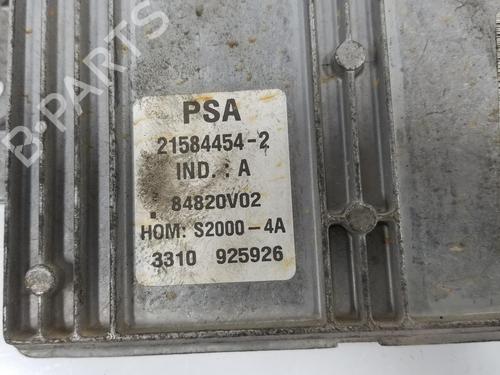 B-PARTS
PSA
21584454-2
IND. : A
84820V02
HOM: S2000-4A
3310 925926